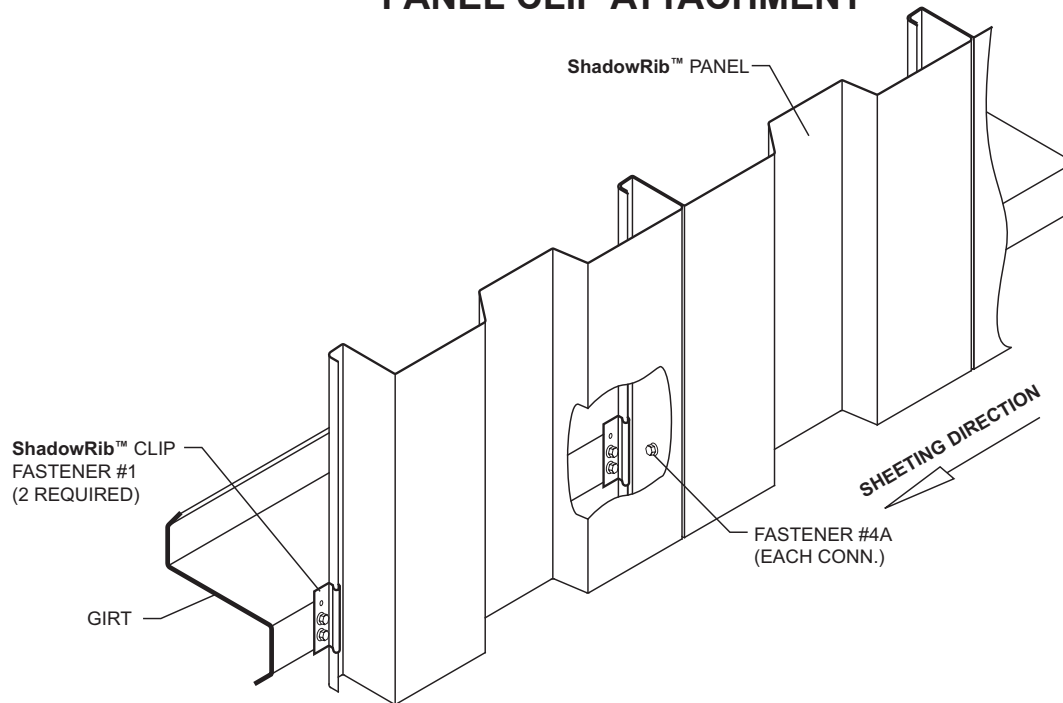 PANEL CLIP ATTACHMENT
ShadowRib™ PANEL
ShadowRib™ CLIP
FASTENER #1
(2 REQUIRED)
SHEETING DIRECTION
FASTENER #4A
(EACH CONN.)
GIRT